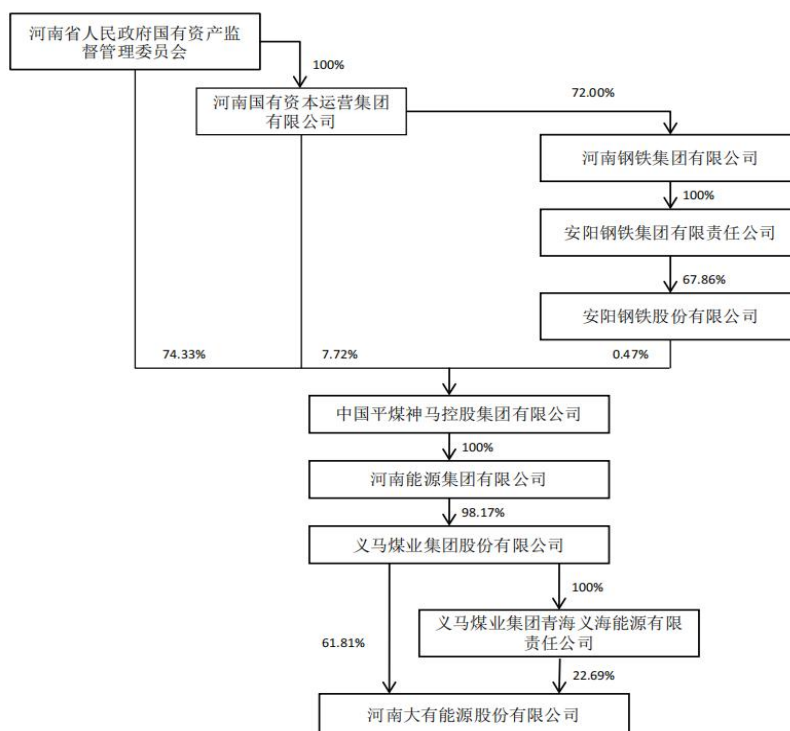 河南省人民政府国有资产监
督管理委员会
100%
河南国有资本运营集团
有限公司
72.00%
河南钢铁集团有限公司
100%
安阳钢铁集团有限责任公司
67.86%
安阳钢铁股份有限公司
74.33%
7.72%
0.47%
中国平煤神马控股集团有限公司
100%
河南能源集团有限公司
98.17%
义马煤业集团股份有限公司
100%
义马煤业集团青海义海能源有限
责任公司
61.81%
22.69%
河南大有能源股份有限公司